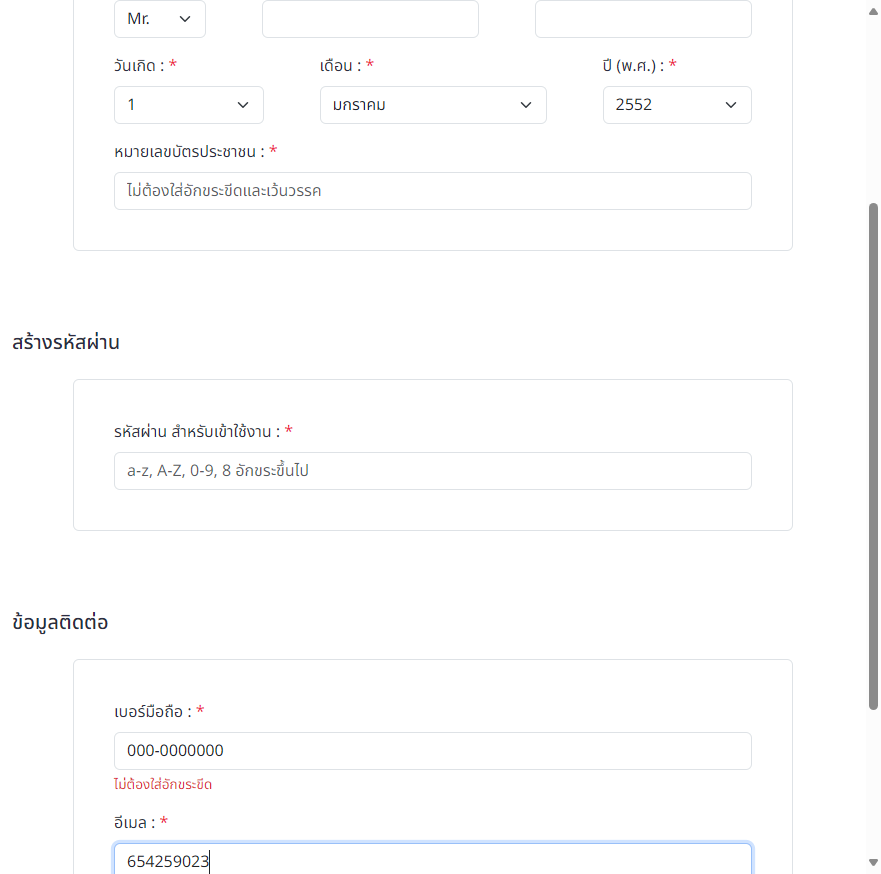 Mr.
วันเกิด : * เดือน : * ปี (พ.ศ.) : *
1 มกราคม 2552
หมายเลขบัตรประชาชน : *
ไม่ต้องใส่อักขระขีดและเว้นวรรค
สร้างรหัสผ่าน
รหัสผ่าน สำหรับเข้าใช้งาน : *
a-z, A-Z, 0-9, 8 อักขระขึ้นไป
ข้อมูลติดต่อ
เบอร์มือถือ : *
000-0000000
ไม่ต้องใส่อักขระขีด
อีเมล : *
654259023